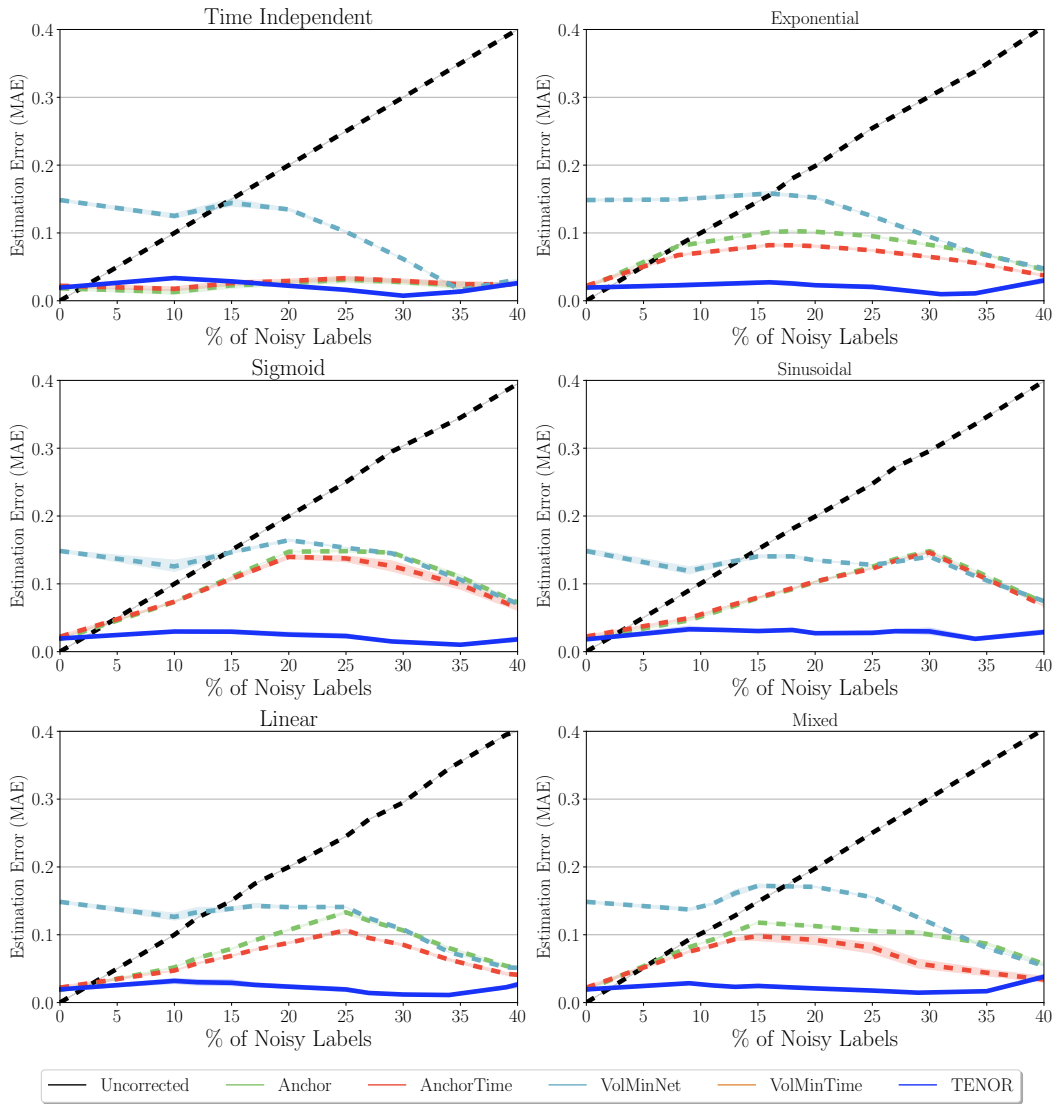 Time Independent
Estimation Error (MAE)
0.4
0.3
0.2
0.1
0.0
0 5 10 15 20 25 30 35 40
% of Noisy Labels
Exponential
Estimation Error (MAE)
0.4
0.3
0.2
0.1
0.0
0 5 10 15 20 25 30 35 40
% of Noisy Labels
Sigmoid
Estimation Error (MAE)
0.4
0.3
0.2
0.1
0.0
0 5 10 15 20 25 30 35 40
% of Noisy Labels
Sinusoidal
Estimation Error (MAE)
0.4
0.3
0.2
0.1
0.0
0 5 10 15 20 25 30 35 40
% of Noisy Labels
Linear
Estimation Error (MAE)
0.4
0.3
0.2
0.1
0.0
0 5 10 15 20 25 30 35 40
% of Noisy Labels
Mixed
Estimation Error (MAE)
0.4
0.3
0.2
0.1
0.0
0 5 10 15 20 25 30 35 40
% of Noisy Labels
Uncorrected Anchor AnchorTime VolMinNet VolMinTime TENOR